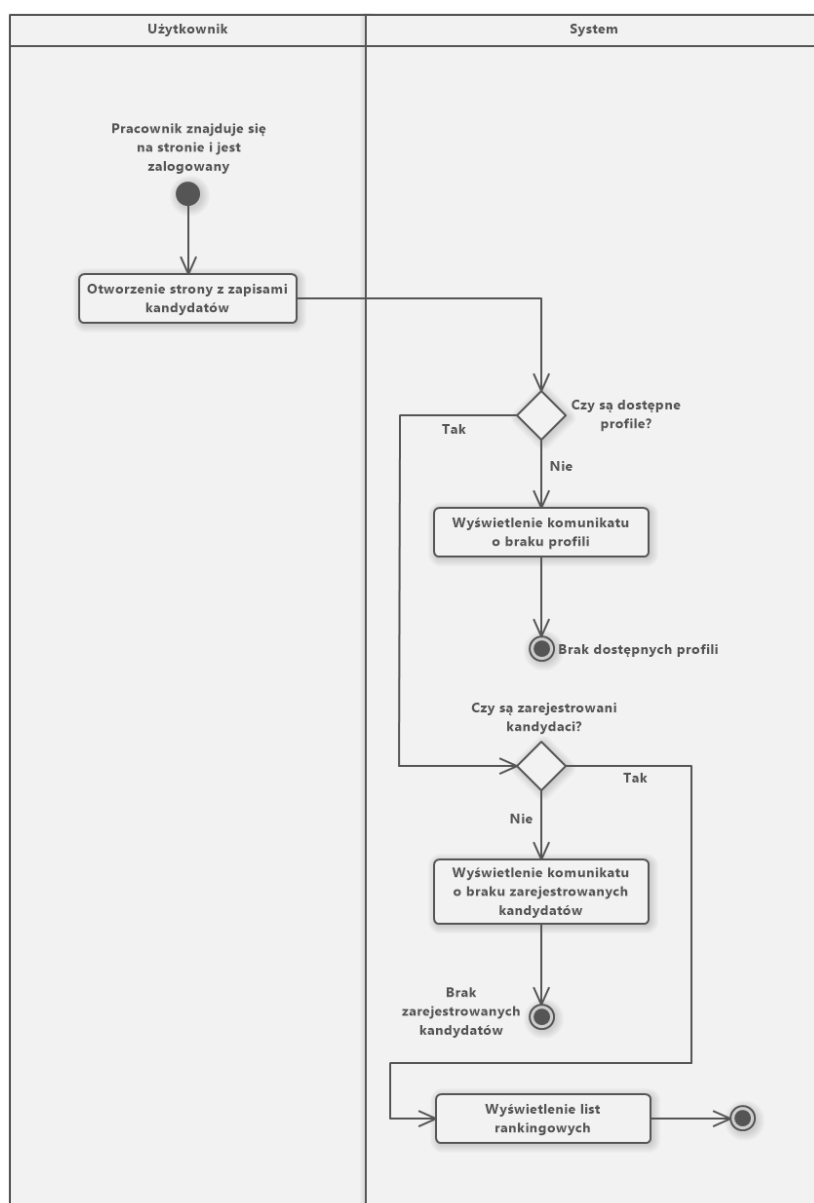 Użytkownik
System
Pracownik znajduje się
na stronie i jest
zalogowany
Otworzenie strony z zapisami
kandydatów
Czy są dostępne
profile?
Tak
Nie
Wyświetlenie komunikatu
o braku profili
Brak dostępnych profili
Czy są zarejestrowani
kandydaci?
Tak
Nie
Wyświetlenie komunikatu
o braku zarejestrowanych
kandydatów
Brak
zarejestrowanych
kandydatów
Wyświetlenie list
rankingowych